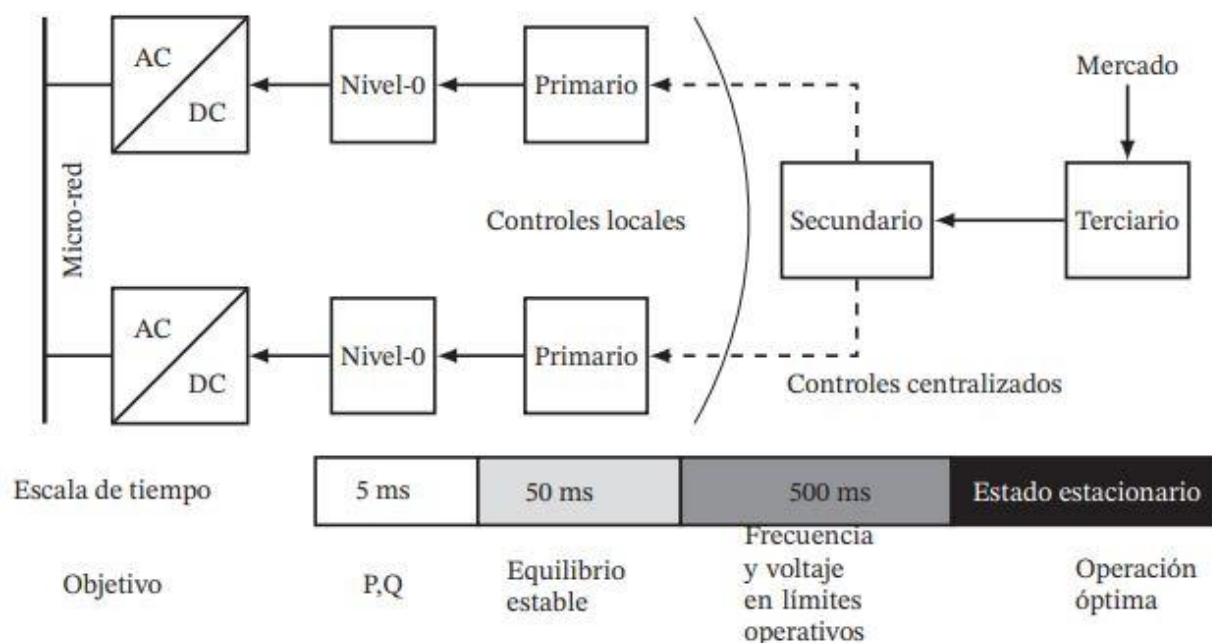 AC
DC
Nivel-0
Primario
Mercado
Micro-red
Controles locales
Secundario
Terciario
AC
DC
Nivel-0
Primario
Controles centralizados
Escala de tiempo
5 ms
50 ms
500 ms
Estado estacionario
Objetivo
P,Q
Equilibrio
estable
Frecuencia
y voltaje
en límites
operativos
Operación
óptima